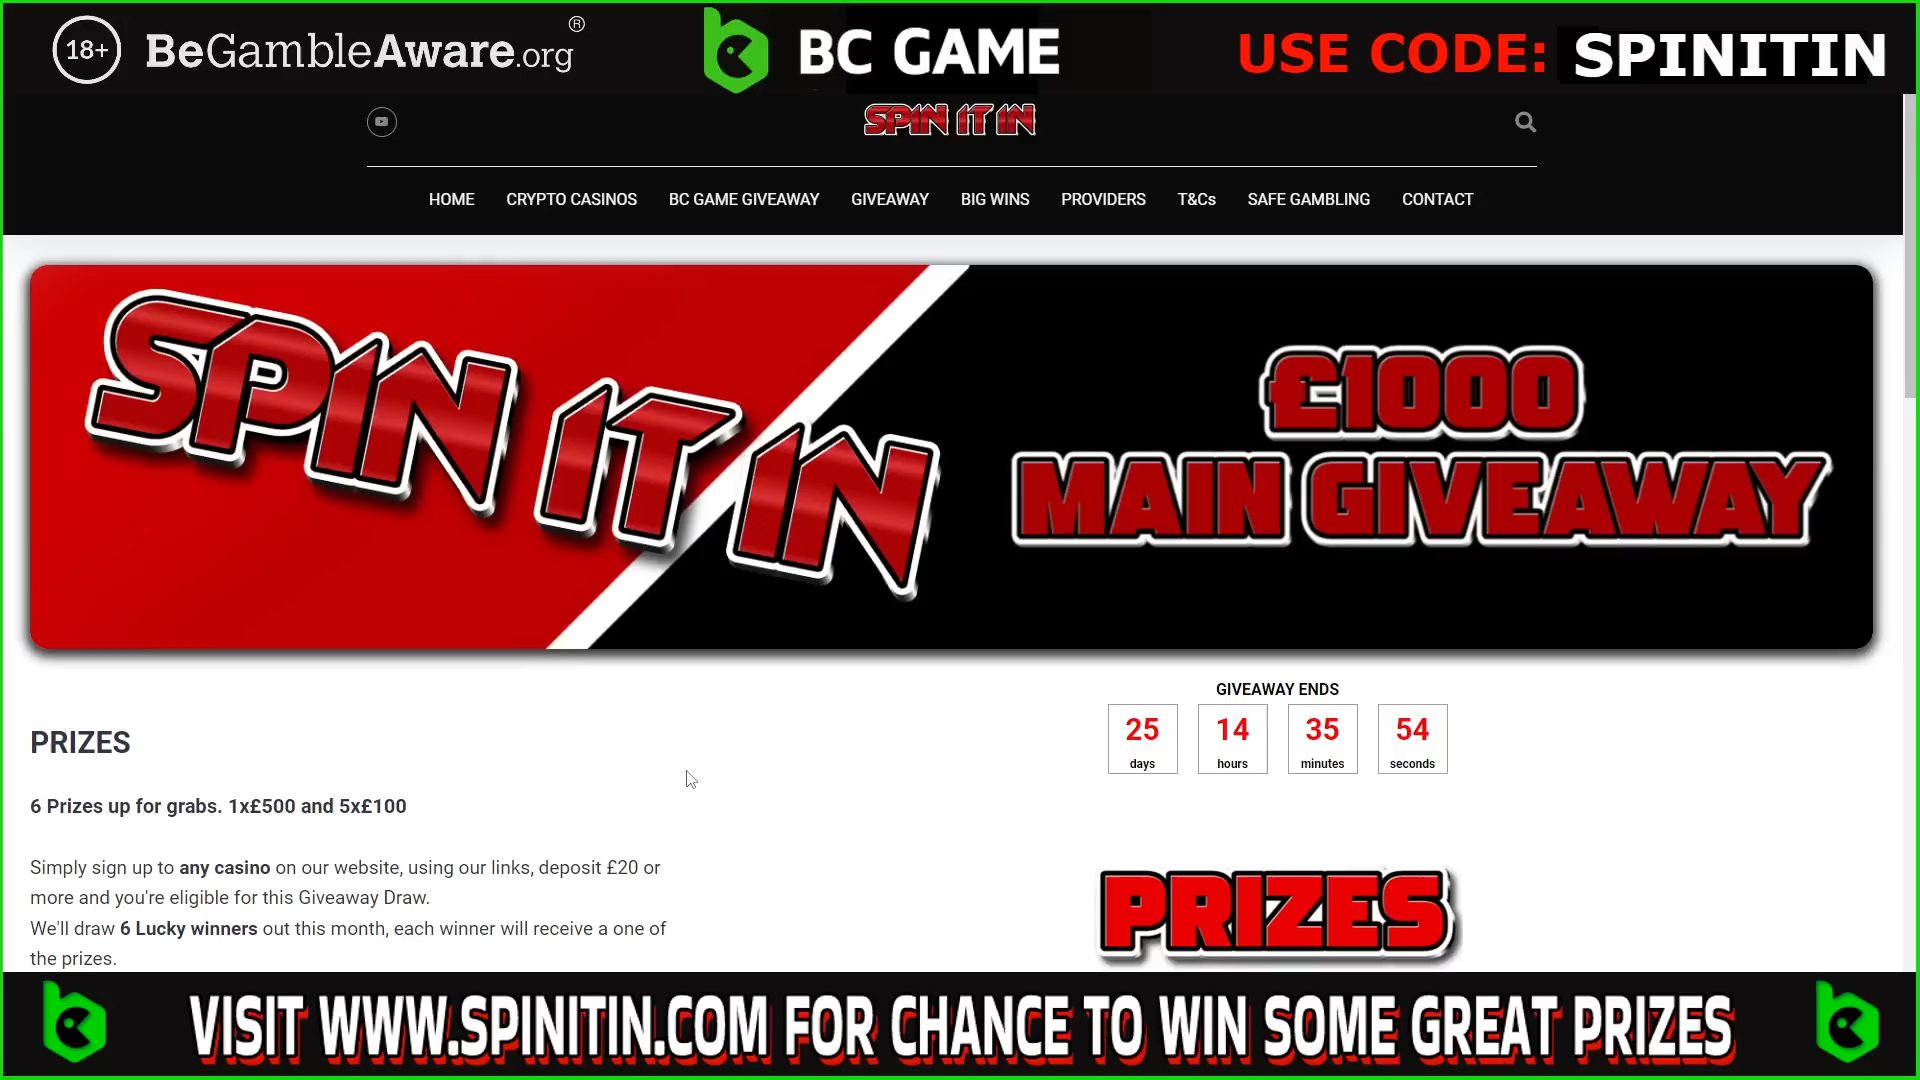 18+ BeGambleAware.org ®
BC GAME
USE CODE: SPINITIN
SPIN IT IN
HOME CRYPTO CASINOS BC GAME GIVEAWAY GIVEAWAY BIG WINS PROVIDERS T&Cs SAFE GAMBLING CONTACT
SPIN IT IN
£1000
MAIN GIVEAWAY
GIVEAWAY ENDS
25 14 35 54
days hours minutes seconds
PRIZES
6 Prizes up for grabs. 1x£500 and 5x£100
Simply sign up to any casino on our website, using our links, deposit £20 or
more and you're eligible for this Giveaway Draw.
We'll draw 6 Lucky winners out this month, each winner will receive a one of
the prizes.
PRIZES
VISIT WWW.SPINITIN.COM FOR CHANCE TO WIN SOME GREAT PRIZES